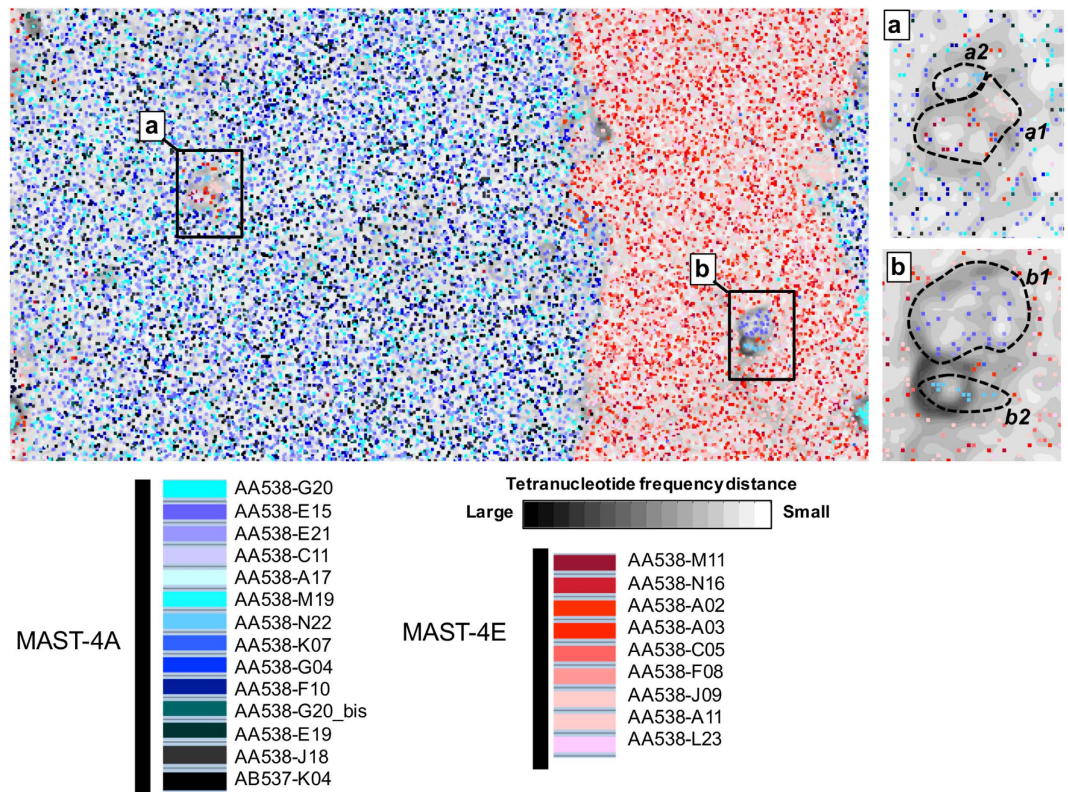 a
b
a
a2
a1
b
b1
b2
Tetranucleotide frequency distance
Large
Small
MAST-4A
AA538-G20
AA538-E15
AA538-E21
AA538-C11
AA538-A17
AA538-M19
AA538-N22
AA538-K07
AA538-G04
AA538-F10
AA538-G20_bis
AA538-E19
AA538-J18
AB537-K04
MAST-4E
AA538-M11
AA538-N16
AA538-A02
AA538-A03
AA538-C05
AA538-F08
AA538-J09
AA538-A11
AA538-L23